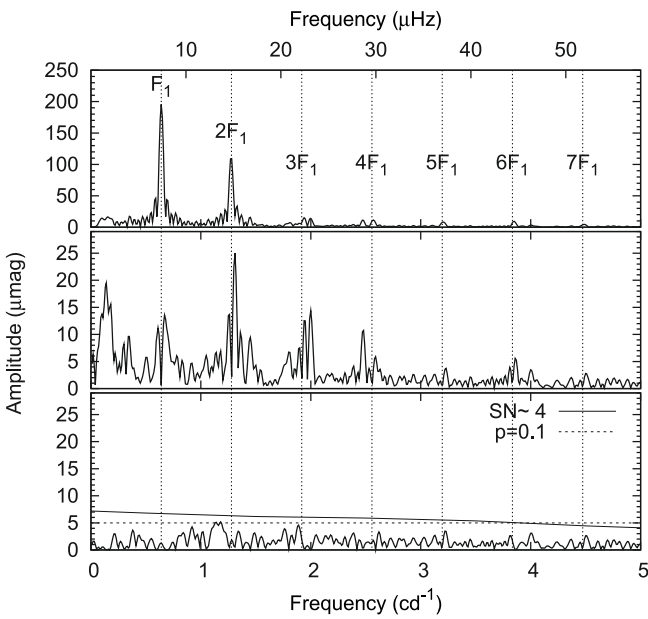 Frequency (μHz)
10 20 30 40 50
250
200
150
100
50
0
F₁
2F₁
3F₁ 4F₁ 5F₁ 6F₁ 7F₁
Amplitude (μmag)
25
20
15
10
5
0
SN~ 4
p=0.1
25
20
15
10
5
0
0 1 2 3 4 5
Frequency (cd⁻¹)